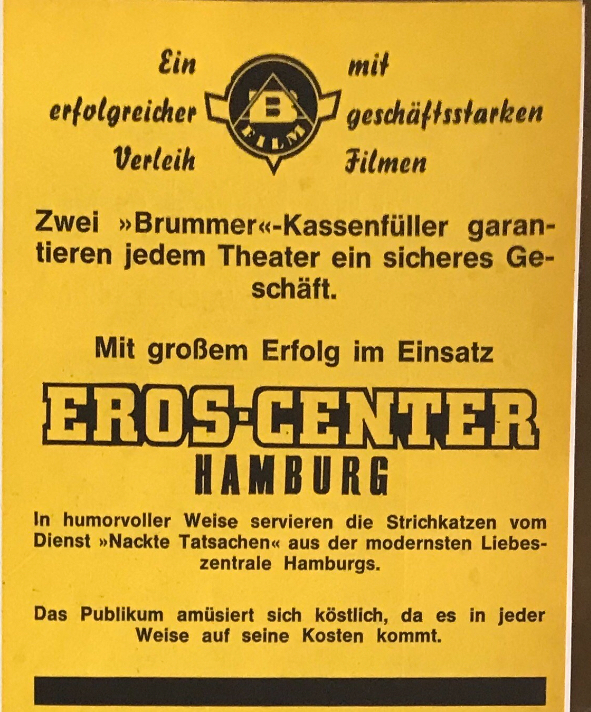 Ein mit
erfolgreicher geschäftsstarken
Verleih Filmen
B
FILM
Zwei »Brummer«-Kassenfüller garan-
tieren jedem Theater ein sicheres Ge-
schäft.
Mit großem Erfolg im Einsatz
EROS-CENTER
HAMBURG
In humorvoller Weise servieren die Strichkatzen vom
Dienst »Nackte Tatsachen« aus der modernsten Liebes-
zentrale Hamburgs.
Das Publikum amüsiert sich köstlich, da es in jeder
Weise auf seine Kosten kommt.